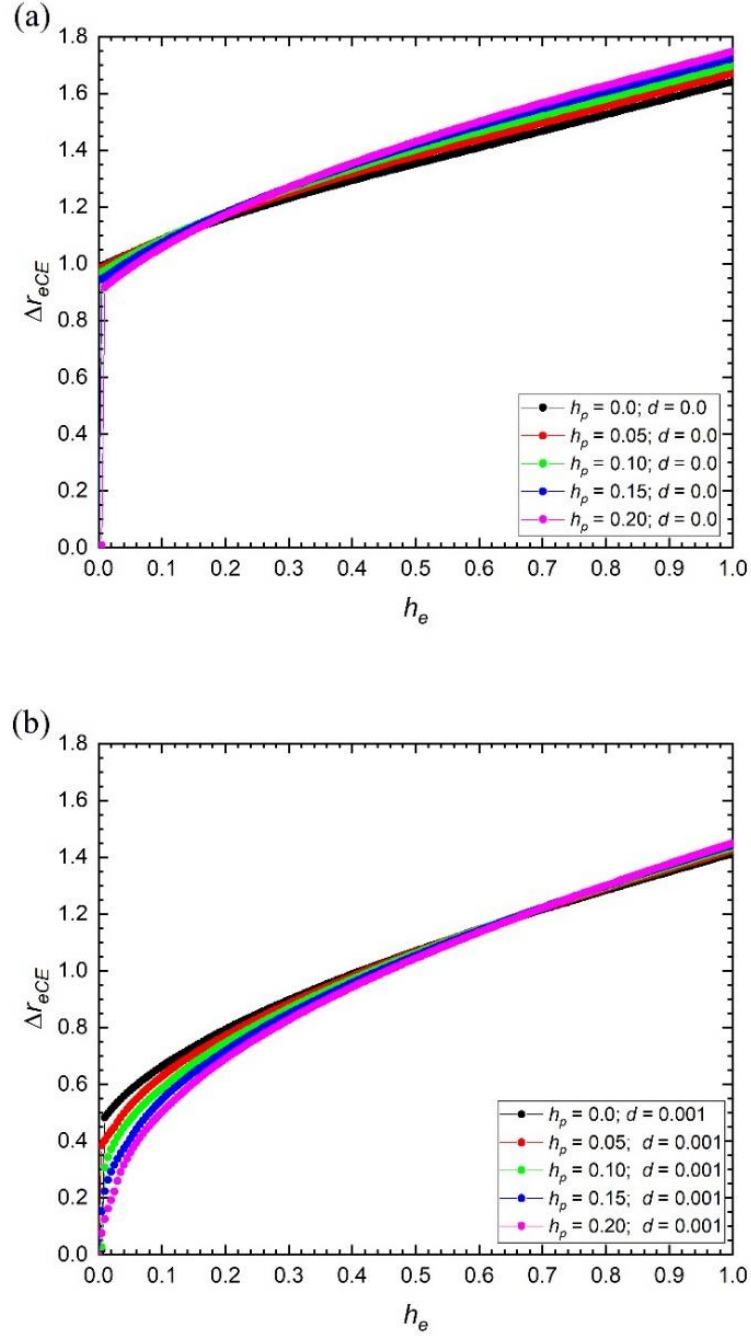 (a)
1.8
1.6
1.4
1.2
1.0
0.8
0.6
0.4
0.2
0.0
Δr_eCE
h_p = 0.0; d = 0.0
h_p = 0.05; d = 0.0
h_p = 0.10; d = 0.0
h_p = 0.15; d = 0.0
h_p = 0.20; d = 0.0
0.0 0.1 0.2 0.3 0.4 0.5 0.6 0.7 0.8 0.9 1.0
h_e
(b)
1.8
1.6
1.4
1.2
1.0
0.8
0.6
0.4
0.2
0.0
Δr_eCE
h_p = 0.0; d = 0.001
h_p = 0.05; d = 0.001
h_p = 0.10; d = 0.001
h_p = 0.15; d = 0.001
h_p = 0.20; d = 0.001
0.0 0.1 0.2 0.3 0.4 0.5 0.6 0.7 0.8 0.9 1.0
h_e